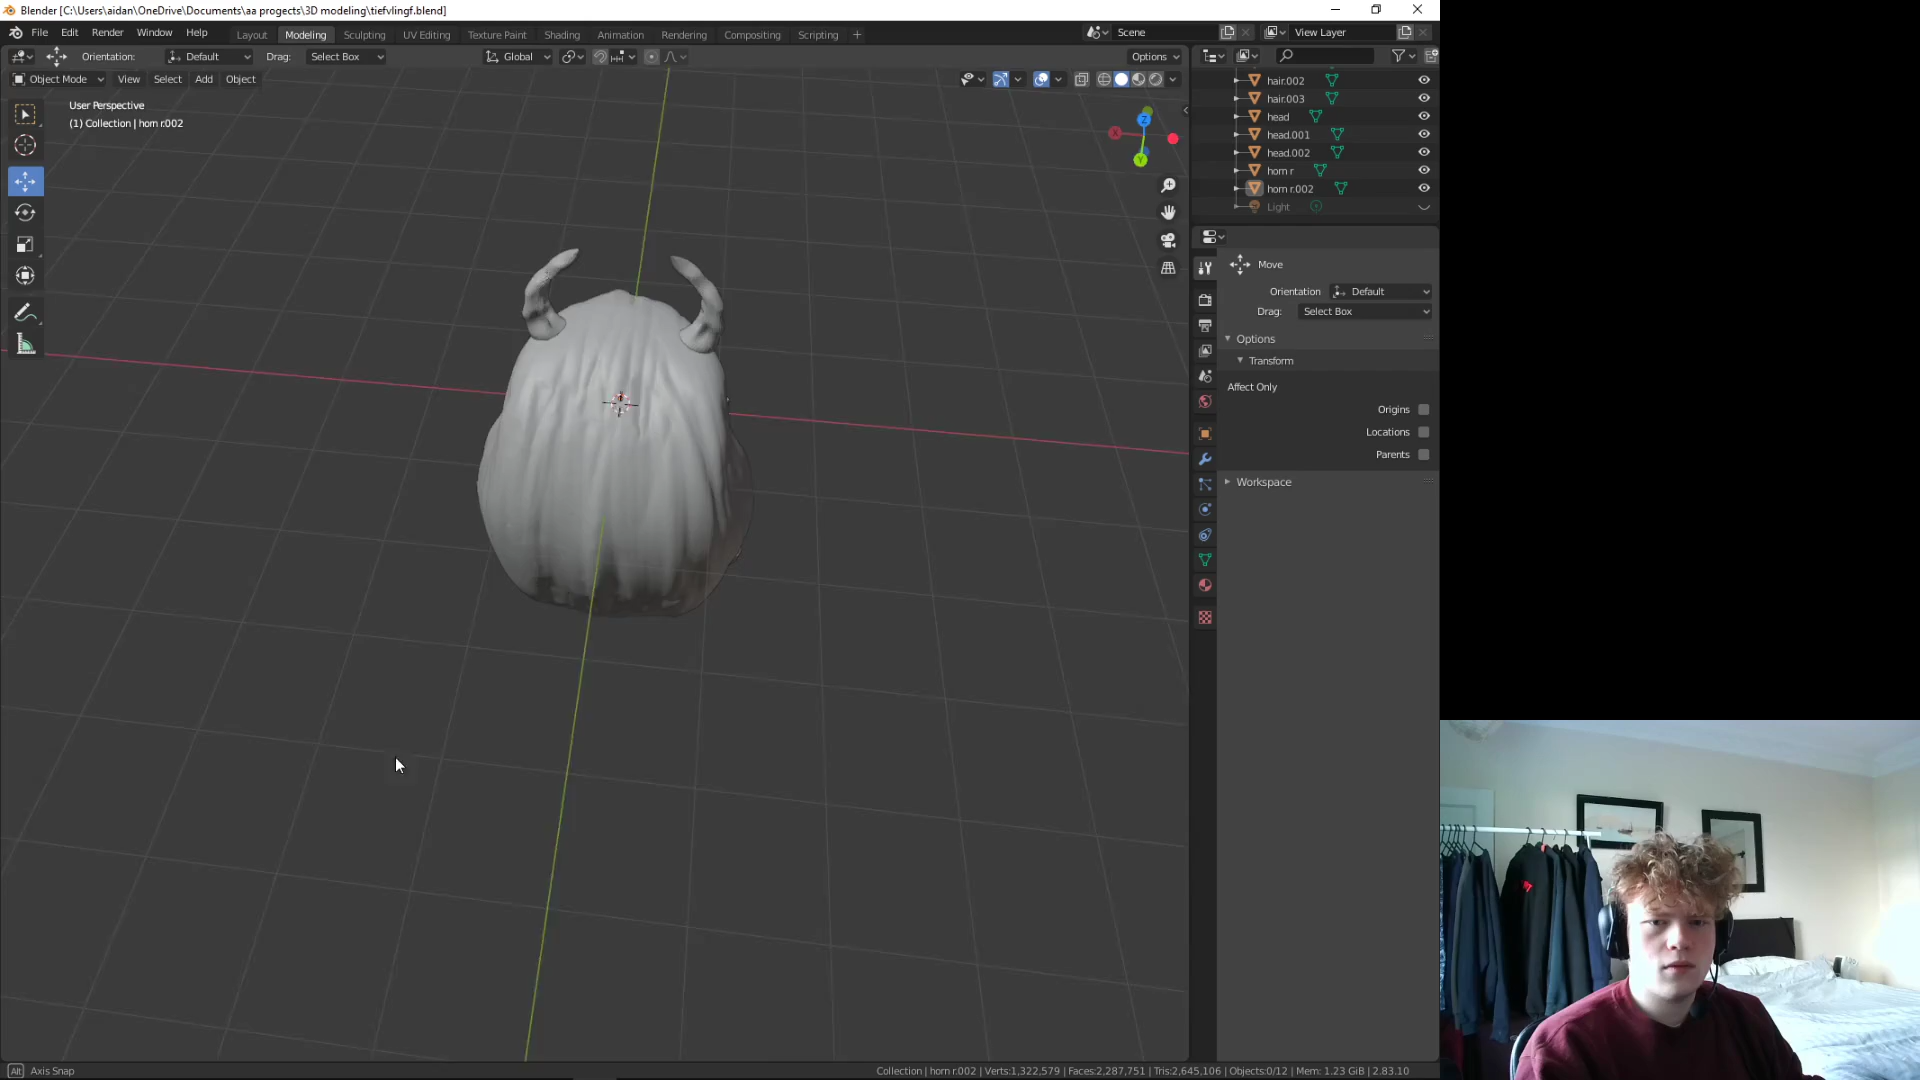 Blender [C:\Users\aidan\OneDrive\Documents\aa progects\3D modeling\tiefvlingf.blend]
File Edit Render Window Help
Layout Modeling Sculpting UV Editing Texture Paint Shading Animation Rendering Compositing Scripting +
Scene View Layer
Orientation: Default Drag: Select Box Global Options
Object Mode View Select Add Object
User Perspective
(1) Collection | horn r.002
X Z Y
hair.002
hair.003
head
head.001
head.002
horn r
horn r.002
Light
Move
Orientation Default
Drag: Select Box
Options
Transform
Affect Only
Origins
Locations
Parents
Workspace
Alt Axis Snap
Collection | horn r.002 | Verts:1,322,579 | Faces:2,287,751 | Tris:2,645,106 | Objects:0/12 | Mem: 1.23 GiB | 2.83.10